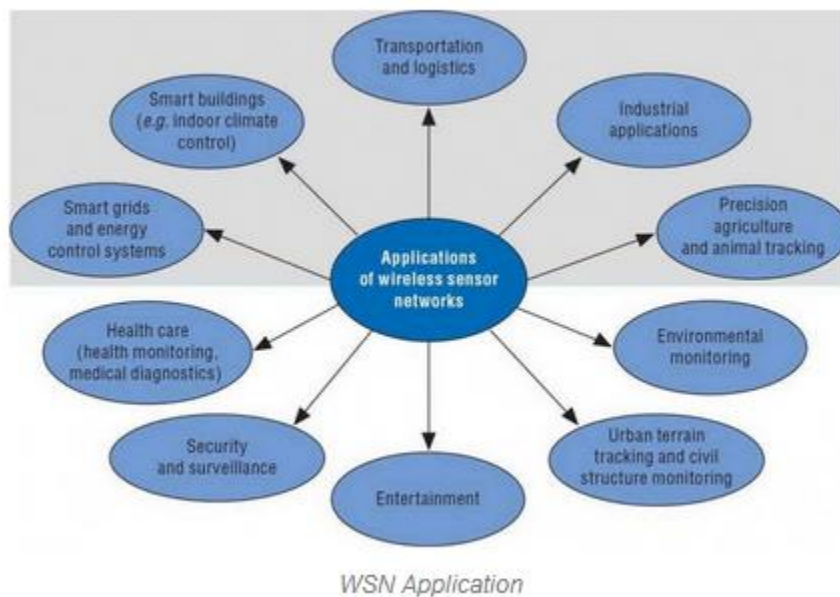 Transportation
and logistics
Smart buildings
(e.g. indoor climate
control)
Industrial
applications
Smart grids
and energy
control systems
Precision
agriculture
and animal tracking
Applications
of wireless sensor
networks
Health care
(health monitoring,
medical diagnostics)
Environmental
monitoring
Security
and surveillance
Urban terrain
tracking and civil
structure monitoring
Entertainment
WSN Application